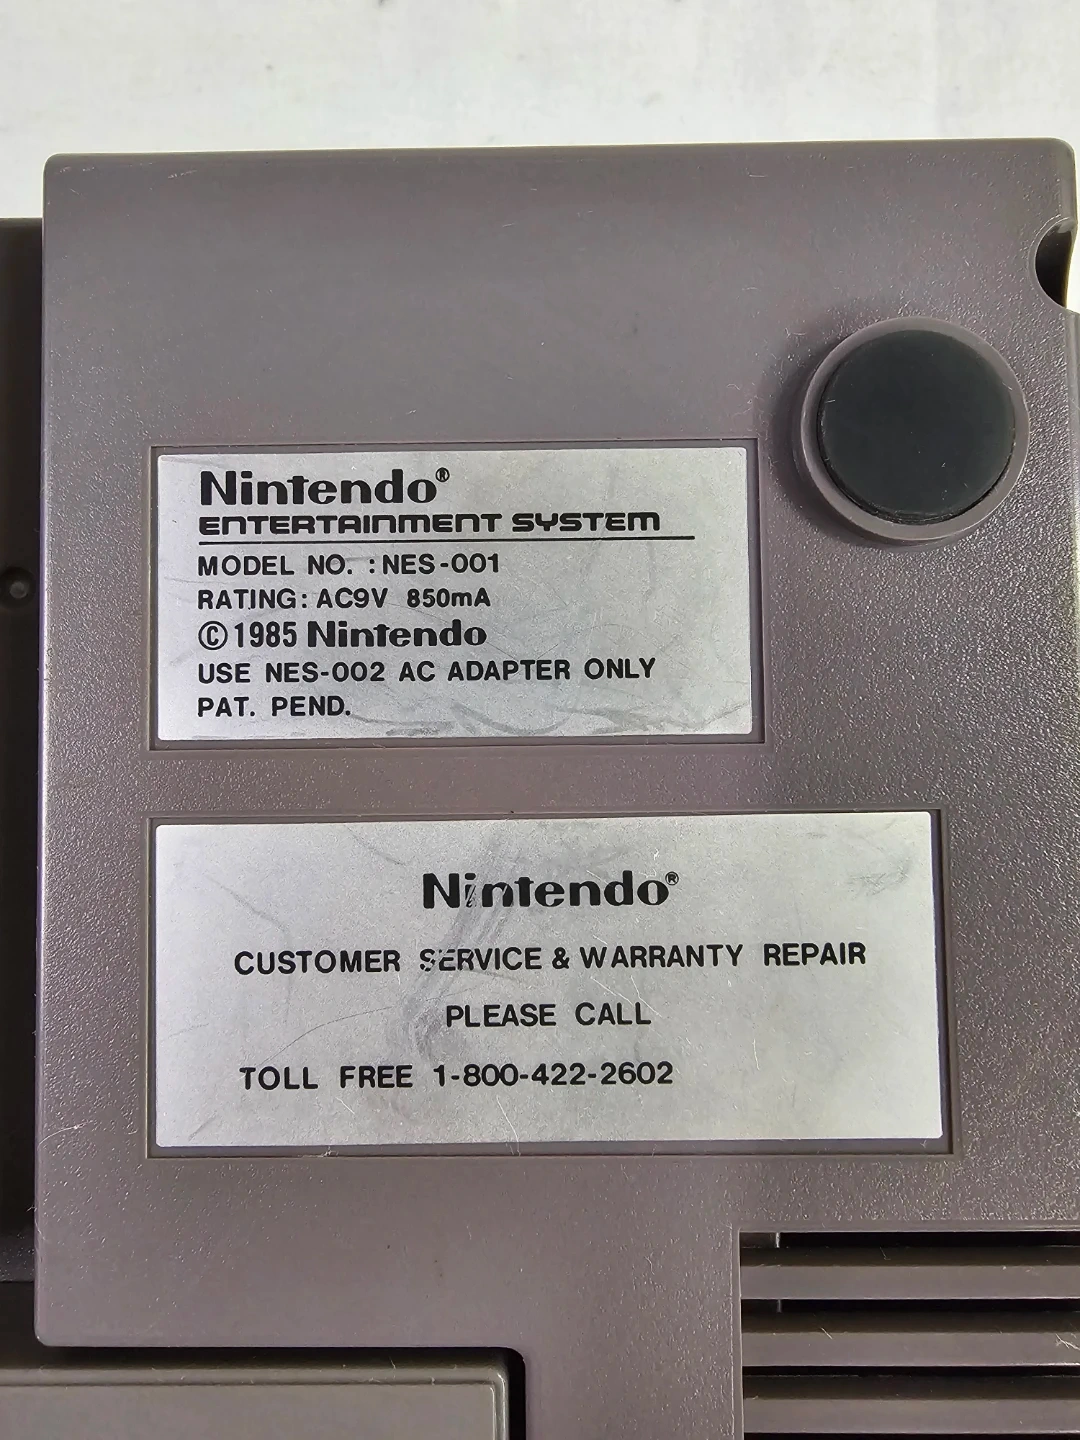 Nintendo®
ENTERTAINMENT SYSTEM
MODEL NO. : NES-001
RATING: AC9V 850mA
© 1985 Nintendo
USE NES-002 AC ADAPTER ONLY
PAT. PEND.
Nintendo®
CUSTOMER SERVICE & WARRANTY REPAIR
PLEASE CALL
TOLL FREE 1-800-422-2602